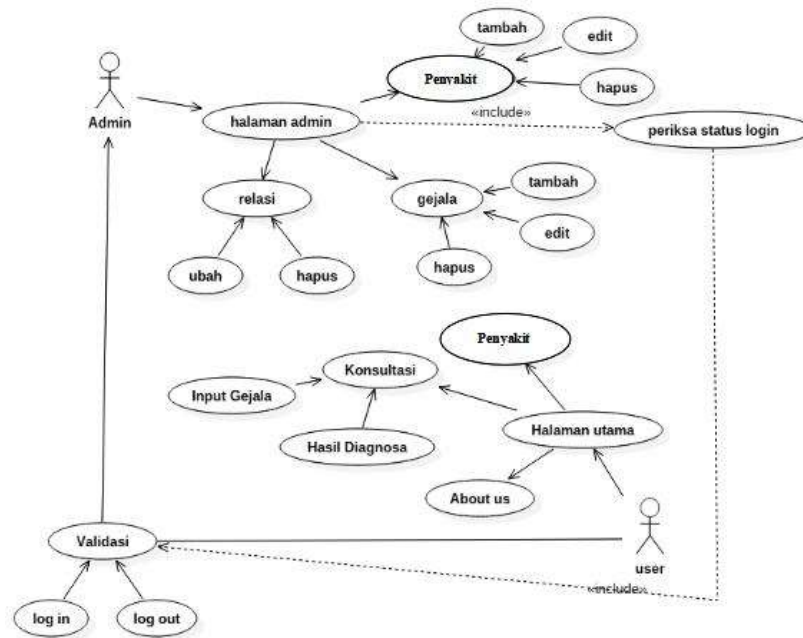 tambah
edit
Penyakit
hapus
Admin
halaman admin
«include»
periksa status login
relasi
gejala
tambah
edit
ubah
hapus
hapus
Penyakit
Konsultasi
Input Gejala
Halaman utama
Hasil Diagnosa
About us
Validasi
user
«include»
log in
log out